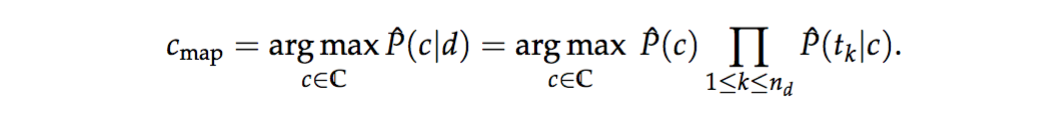 c_map = arg max_{c∈ℂ} P̂(c|d) = arg max_{c∈ℂ} P̂(c) ∏_{1≤k≤n_d} P̂(t_k|c).